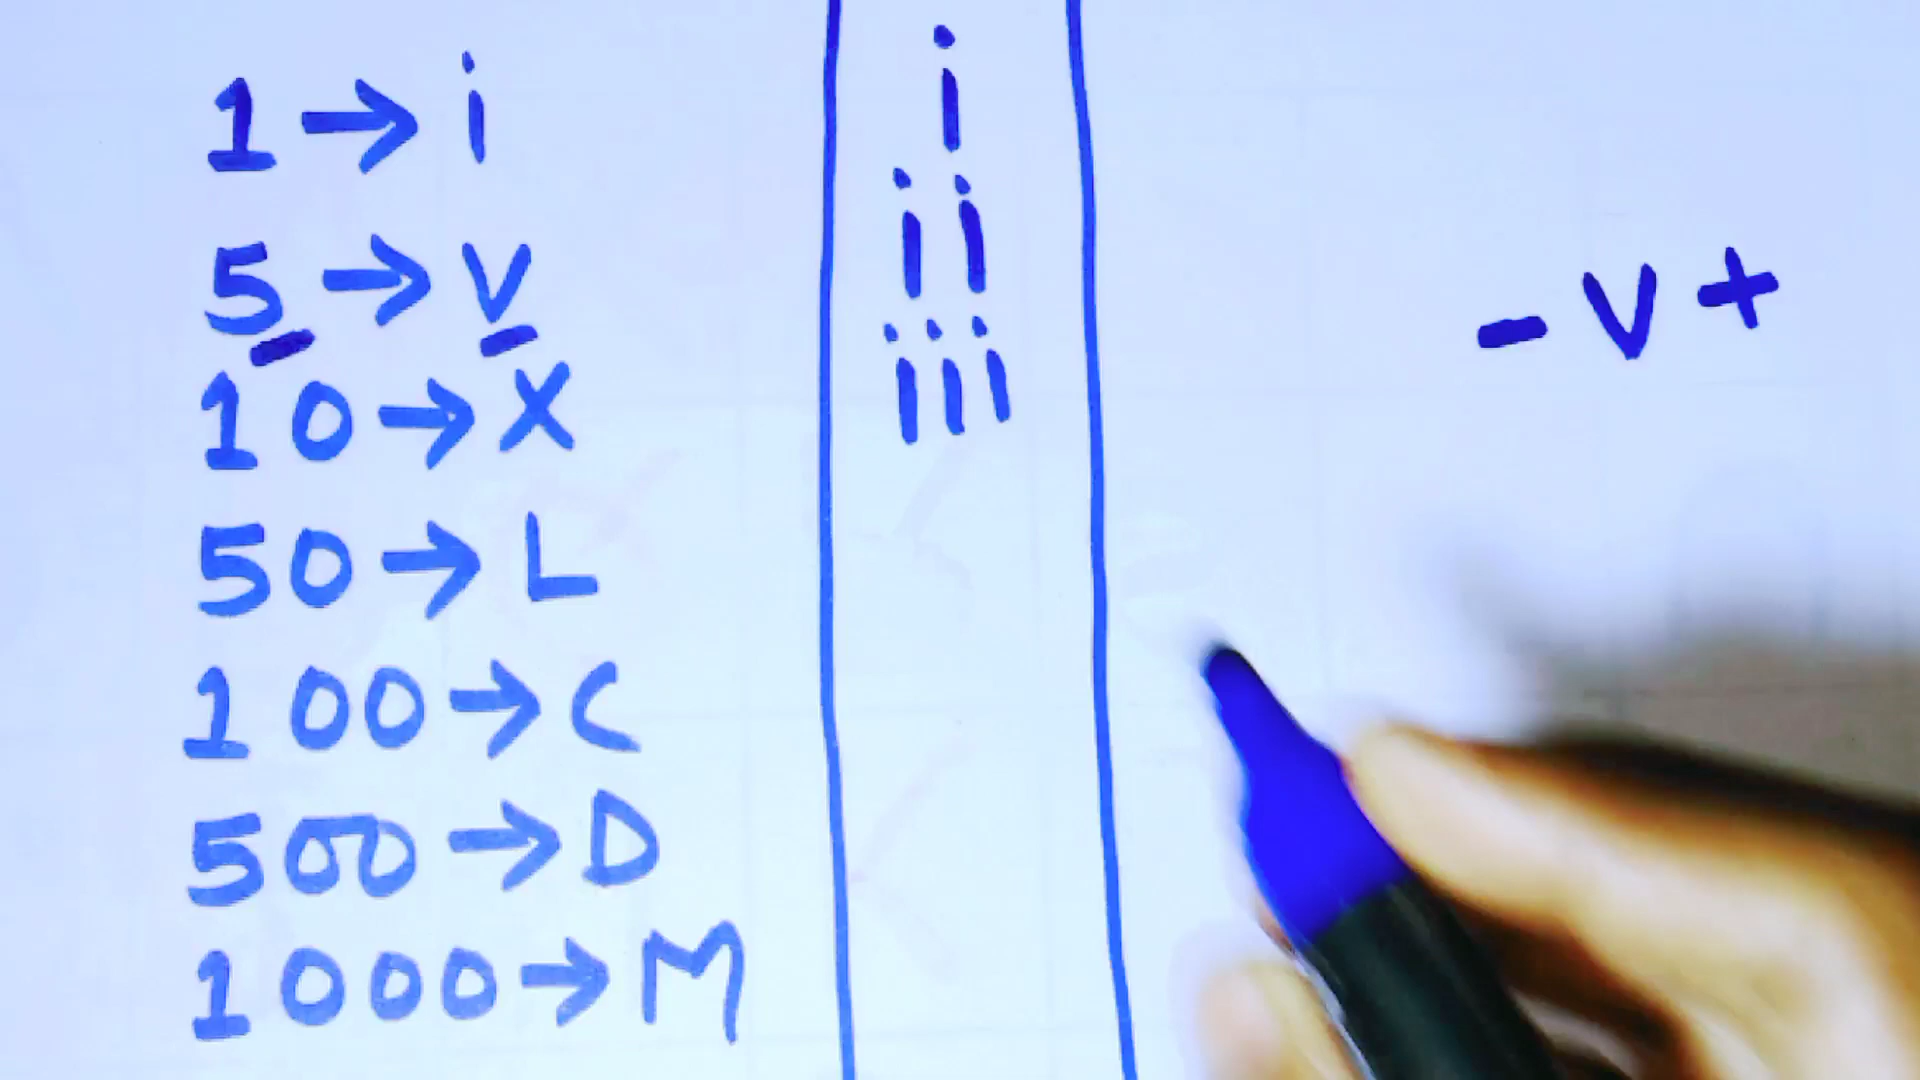 1 → i
5 → V
10 → X
50 → L
100 → C
500 → D
1000 → M
i
ii
iii
- V +